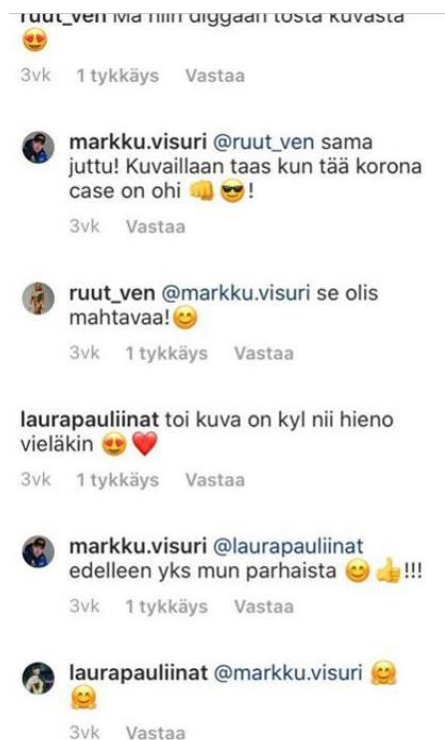 ruut_ven Mä niin diggaan tosta kuvasta
😍
3vk 1 tykkäys Vastaa
markku.visuri @ruut_ven sama
juttu! Kuvaillaan taas kun tää korona
case on ohi 👊 😎!
3vk Vastaa
ruut_ven @markku.visuri se olis
mahtavaa!😊
3vk 1 tykkäys Vastaa
laurapauliinat toi kuva on kyl nii hieno
vieläkin 😍 ❤️
3vk 1 tykkäys Vastaa
markku.visuri @laurapauliinat
edelleen yks mun parhaista 😊 👍!!!
3vk 1 tykkäys Vastaa
laurapauliinat @markku.visuri 🤗
🤗
3vk Vastaa